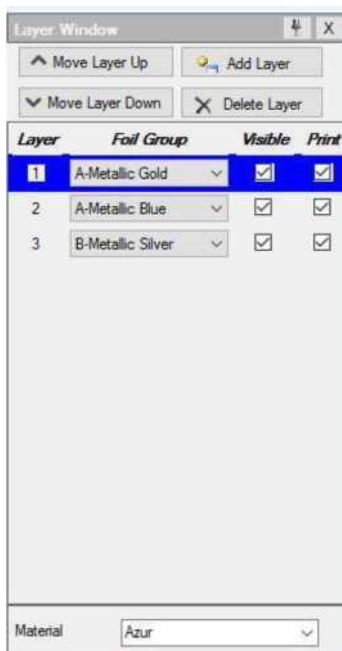 Layer Window X
Move Layer Up Add Layer
Move Layer Down Delete Layer
Layer Foil Group Visible Print
1 A-Metallic Gold
2 A-Metallic Blue
3 B-Metallic Silver
Material Azur